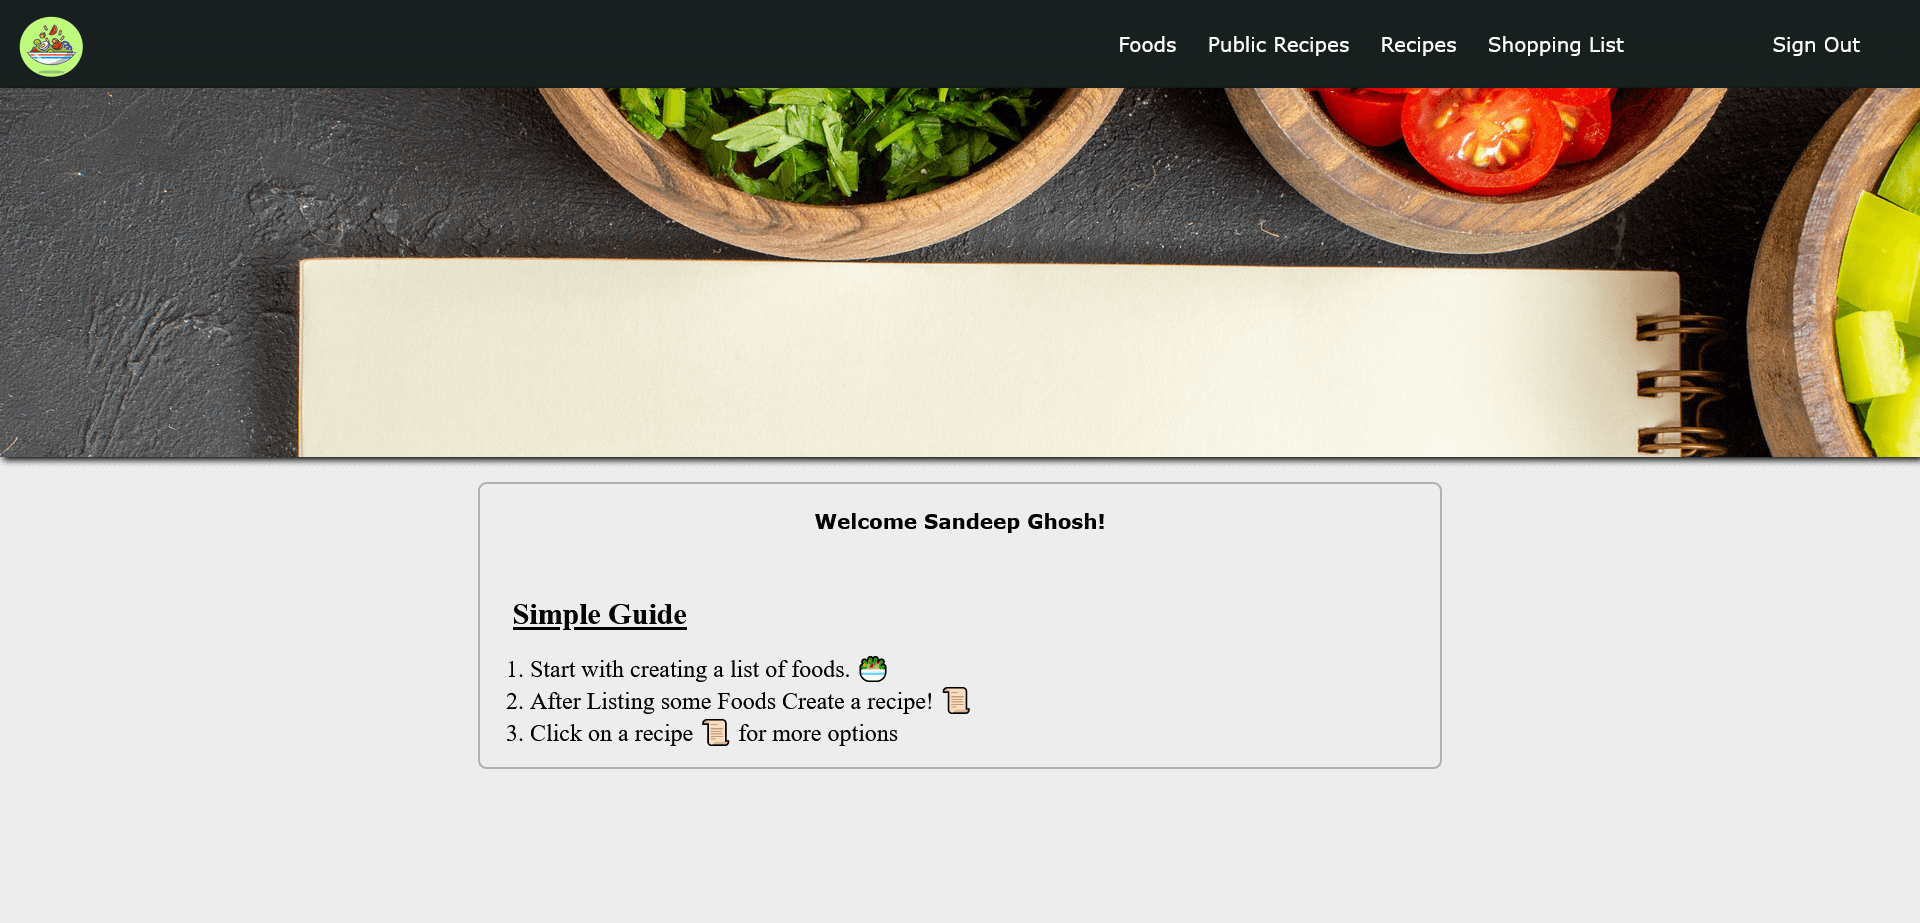 Foods Public Recipes Recipes Shopping List Sign Out
Welcome Sandeep Ghosh!
Simple Guide
1. Start with creating a list of foods. 🥗
2. After Listing some Foods Create a recipe! 📜
3. Click on a recipe 📜 for more options